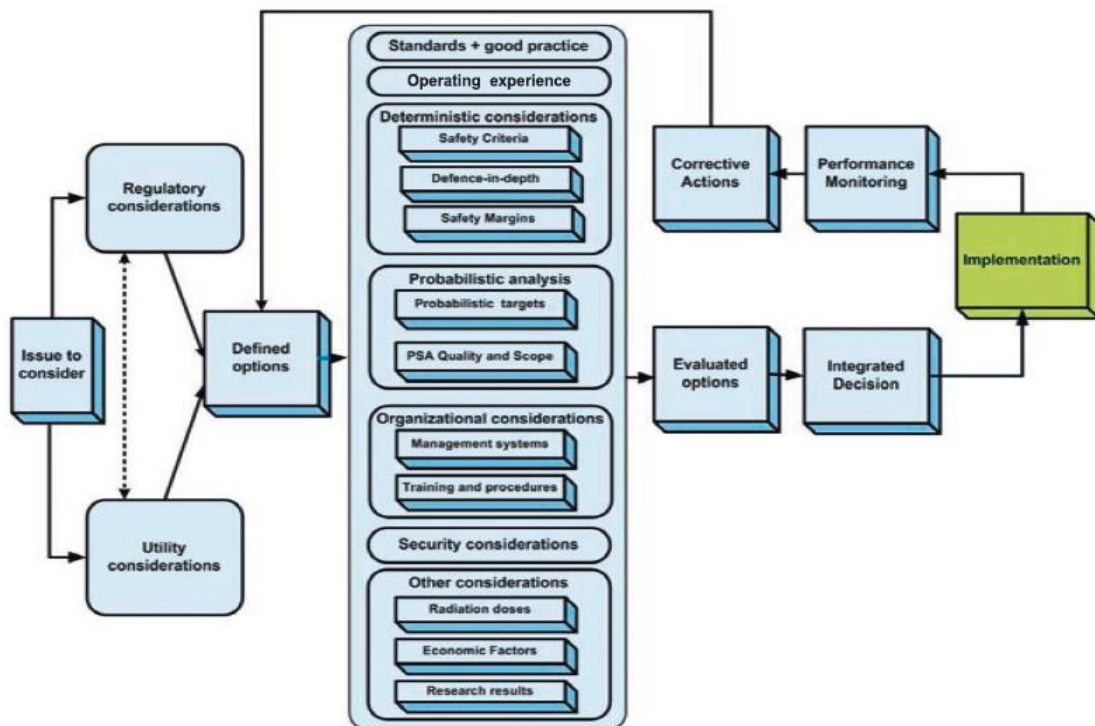 Issue to
consider
Regulatory
considerations
Utility
considerations
Defined
options
Standards + good practice
Operating experience
Deterministic considerations
Safety Criteria
Defence-in-depth
Safety Margins
Probabilistic analysis
Probabilistic targets
PSA Quality and Scope
Organizational considerations
Management systems
Training and procedures
Security considerations
Other considerations
Radiation doses
Economic Factors
Research results
Evaluated
options
Integrated
Decision
Implementation
Performance
Monitoring
Corrective
Actions